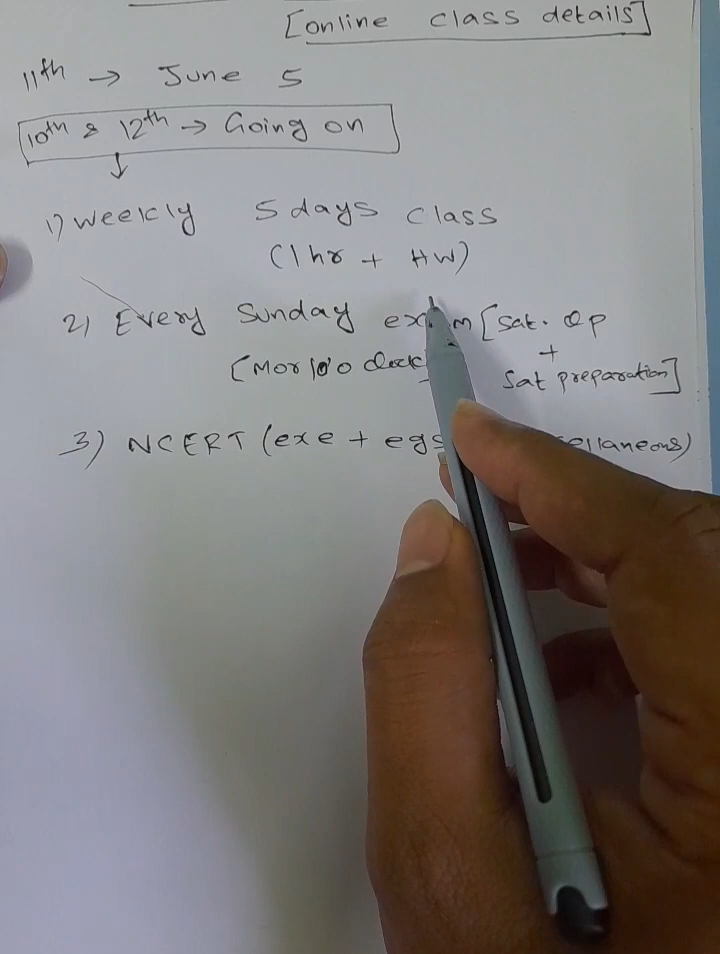 [online class details]
11th → June 5
10th & 12th → Going on
↓
1) weekly 5 days class
(1 hr + HW)
2) Every Sunday exam [Sat. QP
+
[Mor 10'o clock] Sat preparation]
3) NCERT (exe + egs